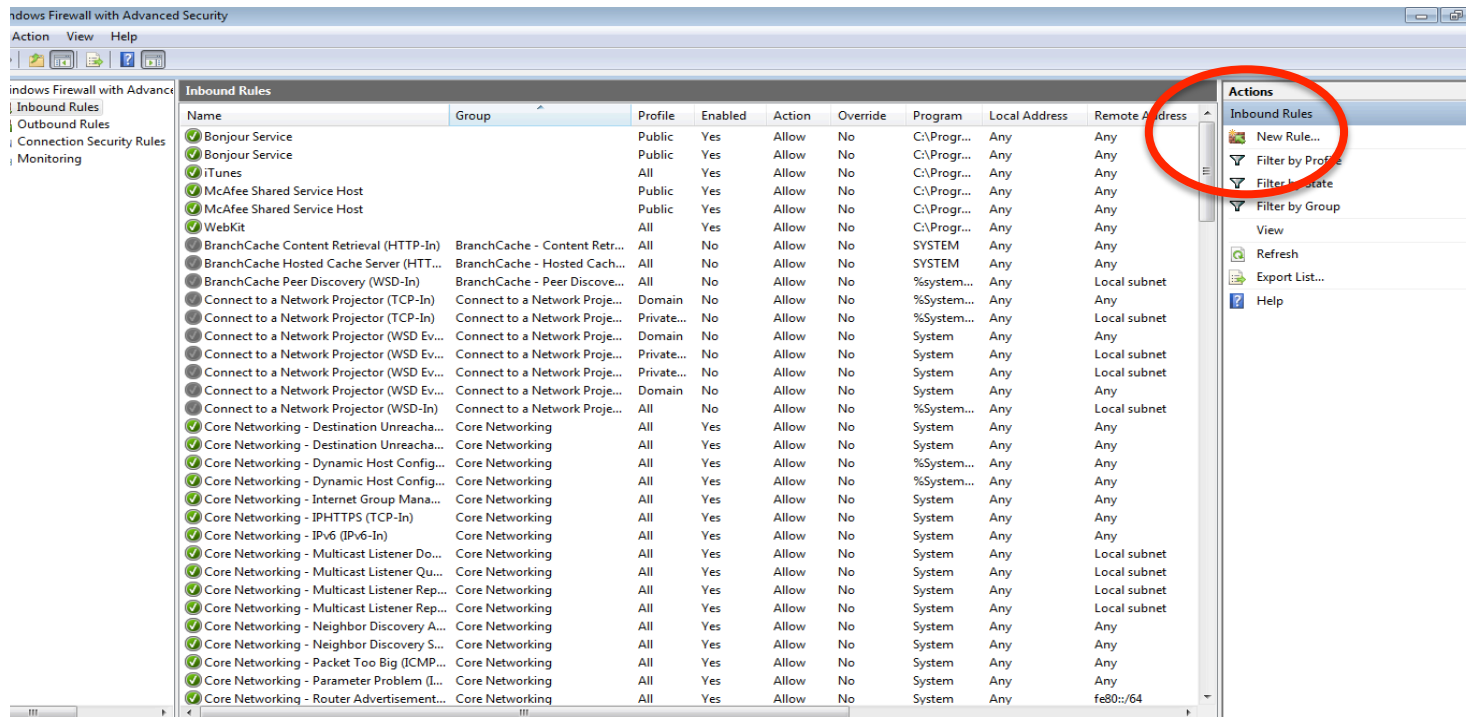 ndows Firewall with Advanced Security
Action View Help
indows Firewall with Advance
Inbound Rules
Outbound Rules
Connection Security Rules
Monitoring
Inbound Rules
Name Group Profile Enabled Action Override Program Local Address Remote Address
Bonjour Service Public Yes Allow No C:\Progr... Any Any
Bonjour Service Public Yes Allow No C:\Progr... Any Any
iTunes All Yes Allow No C:\Progr... Any Any
McAfee Shared Service Host Public Yes Allow No C:\Progr... Any Any
McAfee Shared Service Host Public Yes Allow No C:\Progr... Any Any
WebKit All Yes Allow No C:\Progr... Any Any
BranchCache Content Retrieval (HTTP-In) BranchCache - Content Retr... All No Allow No SYSTEM Any Any
BranchCache Hosted Cache Server (HTT... BranchCache - Hosted Cach... All No Allow No SYSTEM Any Any
BranchCache Peer Discovery (WSD-In) BranchCache - Peer Discove... All No Allow No %system... Any Local subnet
Connect to a Network Projector (TCP-In) Connect to a Network Proje... Domain No Allow No %System... Any Any
Connect to a Network Projector (TCP-In) Connect to a Network Proje... Private... No Allow No %System... Any Local subnet
Connect to a Network Projector (WSD Ev... Connect to a Network Proje... Domain No Allow No System Any Any
Connect to a Network Projector (WSD Ev... Connect to a Network Proje... Private... No Allow No System Any Local subnet
Connect to a Network Projector (WSD Ev... Connect to a Network Proje... Private... No Allow No System Any Local subnet
Connect to a Network Projector (WSD Ev... Connect to a Network Proje... Domain No Allow No System Any Any
Connect to a Network Projector (WSD-In) Connect to a Network Proje... All No Allow No %System... Any Local subnet
Core Networking - Destination Unreacha... Core Networking All Yes Allow No System Any Any
Core Networking - Destination Unreacha... Core Networking All Yes Allow No System Any Any
Core Networking - Dynamic Host Config... Core Networking All Yes Allow No %System... Any Any
Core Networking - Dynamic Host Config... Core Networking All Yes Allow No %System... Any Any
Core Networking - Internet Group Mana... Core Networking All Yes Allow No System Any Any
Core Networking - IPHTTPS (TCP-In) Core Networking All Yes Allow No System Any Any
Core Networking - IPv6 (IPv6-In) Core Networking All Yes Allow No System Any Any
Core Networking - Multicast Listener Do... Core Networking All Yes Allow No System Any Local subnet
Core Networking - Multicast Listener Qu... Core Networking All Yes Allow No System Any Local subnet
Core Networking - Multicast Listener Rep... Core Networking All Yes Allow No System Any Local subnet
Core Networking - Multicast Listener Rep... Core Networking All Yes Allow No System Any Local subnet
Core Networking - Neighbor Discovery A... Core Networking All Yes Allow No System Any Any
Core Networking - Neighbor Discovery S... Core Networking All Yes Allow No System Any Any
Core Networking - Packet Too Big (ICMP... Core Networking All Yes Allow No System Any Any
Core Networking - Parameter Problem (I... Core Networking All Yes Allow No System Any Any
Core Networking - Router Advertisement... Core Networking All Yes Allow No System Any fe80::/64
Actions
Inbound Rules
New Rule...
Filter by Profile
Filter by State
Filter by Group
View
Refresh
Export List...
Help